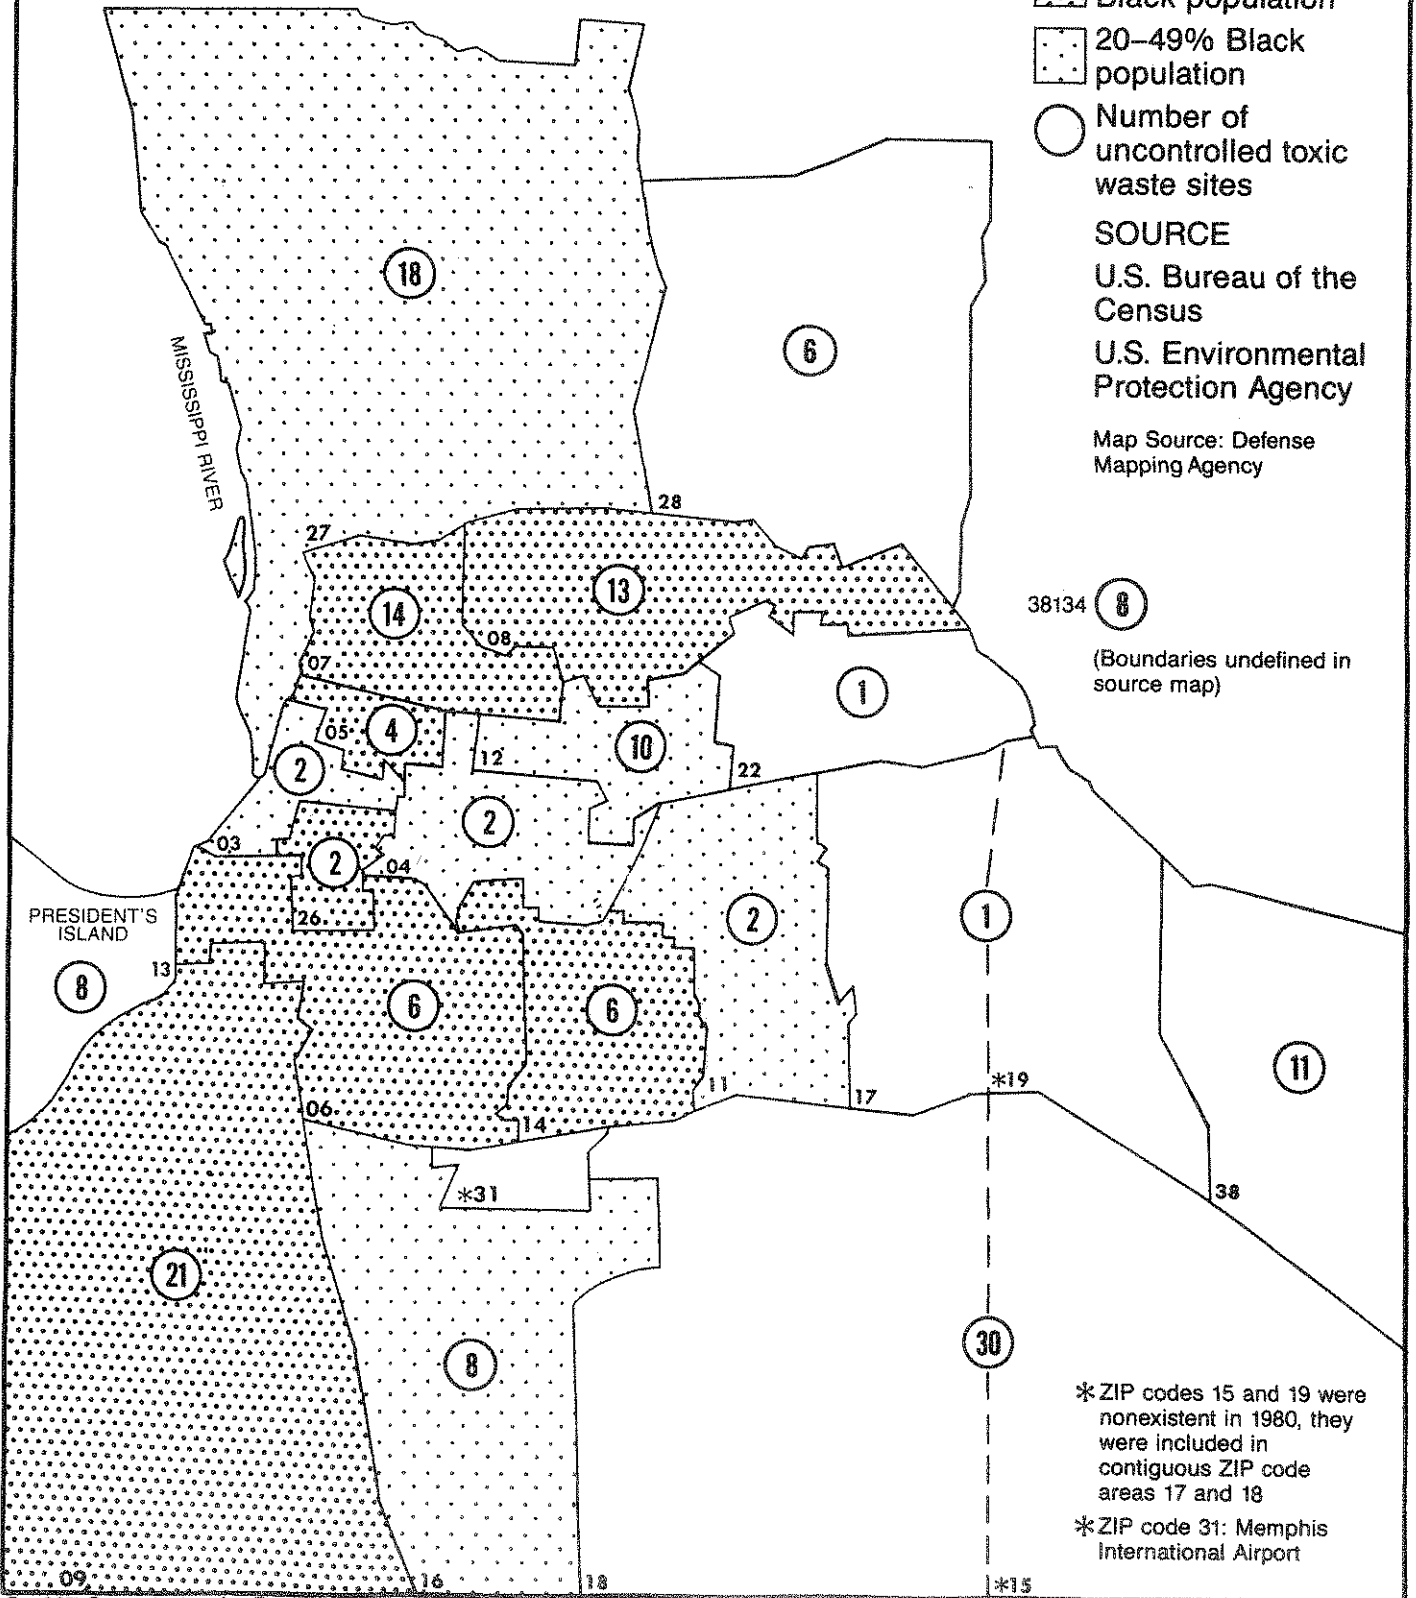 Black population
20–49% Black
population
Number of
uncontrolled toxic
waste sites
SOURCE
U.S. Bureau of the
Census
U.S. Environmental
Protection Agency
Map Source: Defense
Mapping Agency
18
6
MISSISSIPPI RIVER
28
27
13
14
38134 8
(Boundaries undefined in
source map)
08
07
1
4
05
10
12
2
22
2
03
2
04
PRESIDENT'S
ISLAND
26
2
1
13
8
6
6
11
*19
11
17
06
14
*31
38
21
30
8
*ZIP codes 15 and 19 were
nonexistent in 1980, they
were included in
contiguous ZIP code
areas 17 and 18
*ZIP code 31: Memphis
International Airport
09
16
18
*15